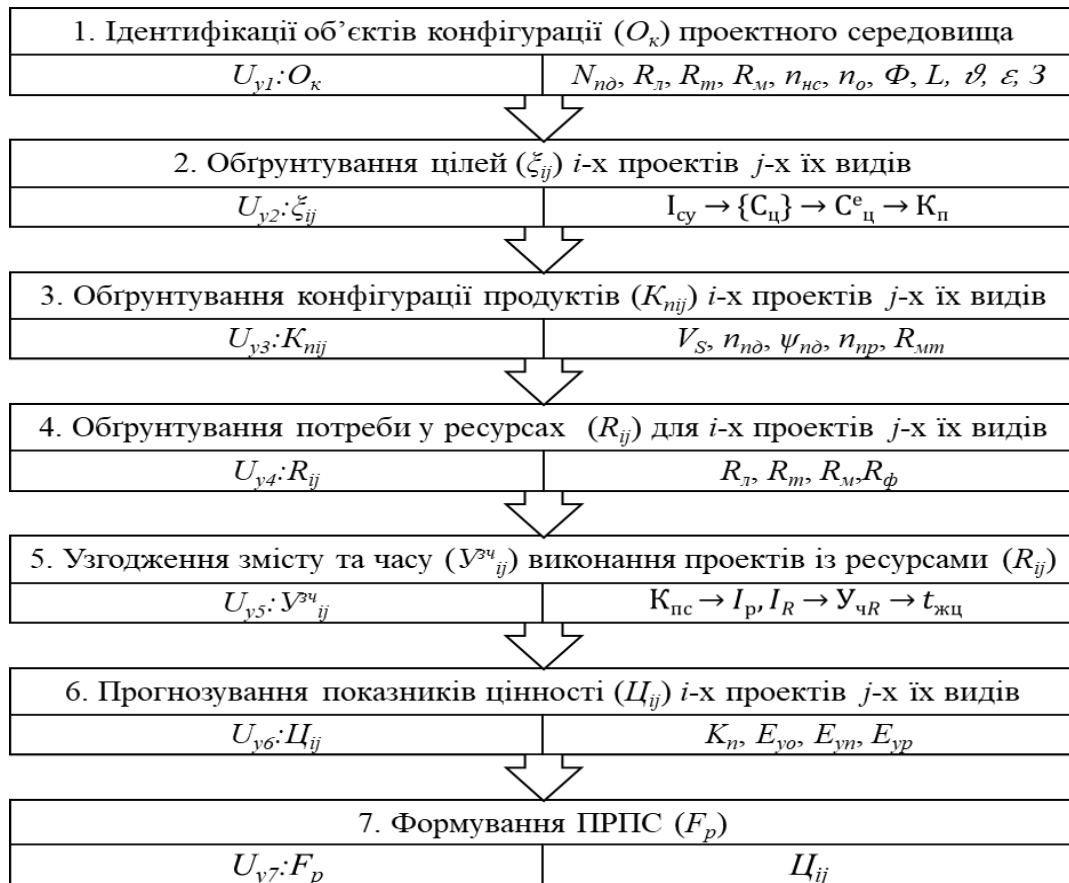 1. Ідентифікації об’єктів конфігурації (Oк) проектного середовища
Uу1:Oк Nпд, Rл, Rт, Rм, nнс, nо, Ф, L, ϑ, ε, З
2. Обґрунтування цілей (ξij) i-х проектів j-х їх видів
Uу2:ξij Iсу → {Сц} → Сец → Кп
3. Обґрунтування конфігурації продуктів (Кпij) i-х проектів j-х їх видів
Uу3:Кпij VS, nпд, ψпд, nпр, Rмт
4. Обґрунтування потреби у ресурсах (Rij) для i-х проектів j-х їх видів
Uу4:Rij Rл, Rт, Rм,Rф
5. Узгодження змісту та часу (Узчij) виконання проектів із ресурсами (Rij)
Uу5:Узчij Кпс → Iр, IR → УчR → tжц
6. Прогнозування показників цінності (Цij) i-х проектів j-х їх видів
Uу6:Цij Кп, Eуо, Eуп, Eур
7. Формування ПРПС (Fр)
Uу7:Fр Цij